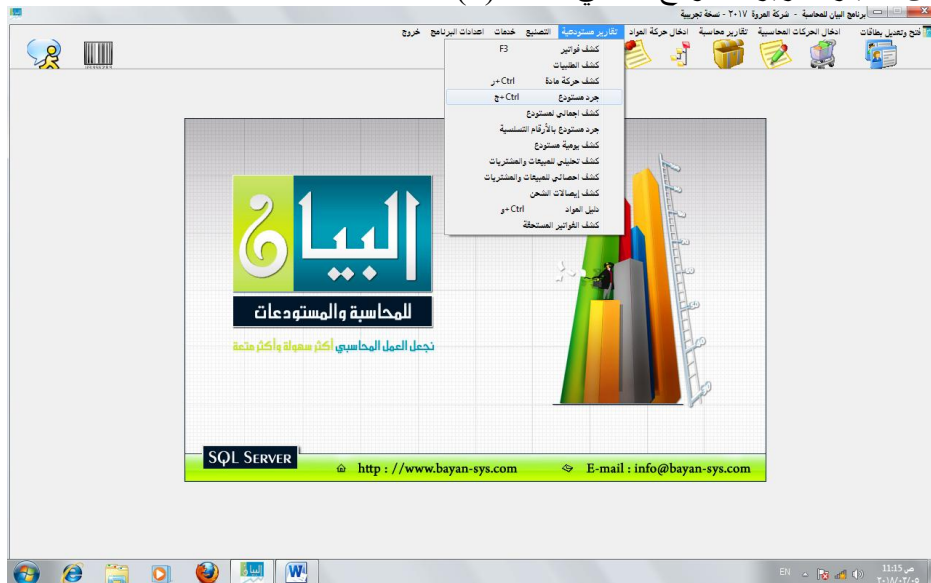 برنامج البيان للمحاسبة - شركة العروة ٢٠١٧ - نسخة تجريبية
فتح وتعديل بطاقات ادخال الحركات المحاسبية تقارير محاسبة ادخال حركة المواد تقارير مستودعية التصنيع خدمات اعدادات البرنامج خروج
كشف فواتير F3
كشف الطلبيات
كشف حركة مادة Ctrl+ر
جرد مستودع Ctrl+ج
كشف اجمالي لمستودع
جرد مستودع بالأرقام التسلسية
كشف يومية مستودع
كشف تحليلي للمبيعات والمشتريات
كشف احصائي للمبيعات والمشتريات
كشف إيصالات الشحن
دليل المواد Ctrl+و
كشف الفواتير المستحقة
البيان
للمحاسبة والمستودعات
نجعل العمل المحاسبي أكثر سهولة وأكثر متعة
SQL SERVER
http : //www.bayan-sys.com E-mail : info@bayan-sys.com
EN
11:15 ص
٢٠١٨/٠٢/٠٥